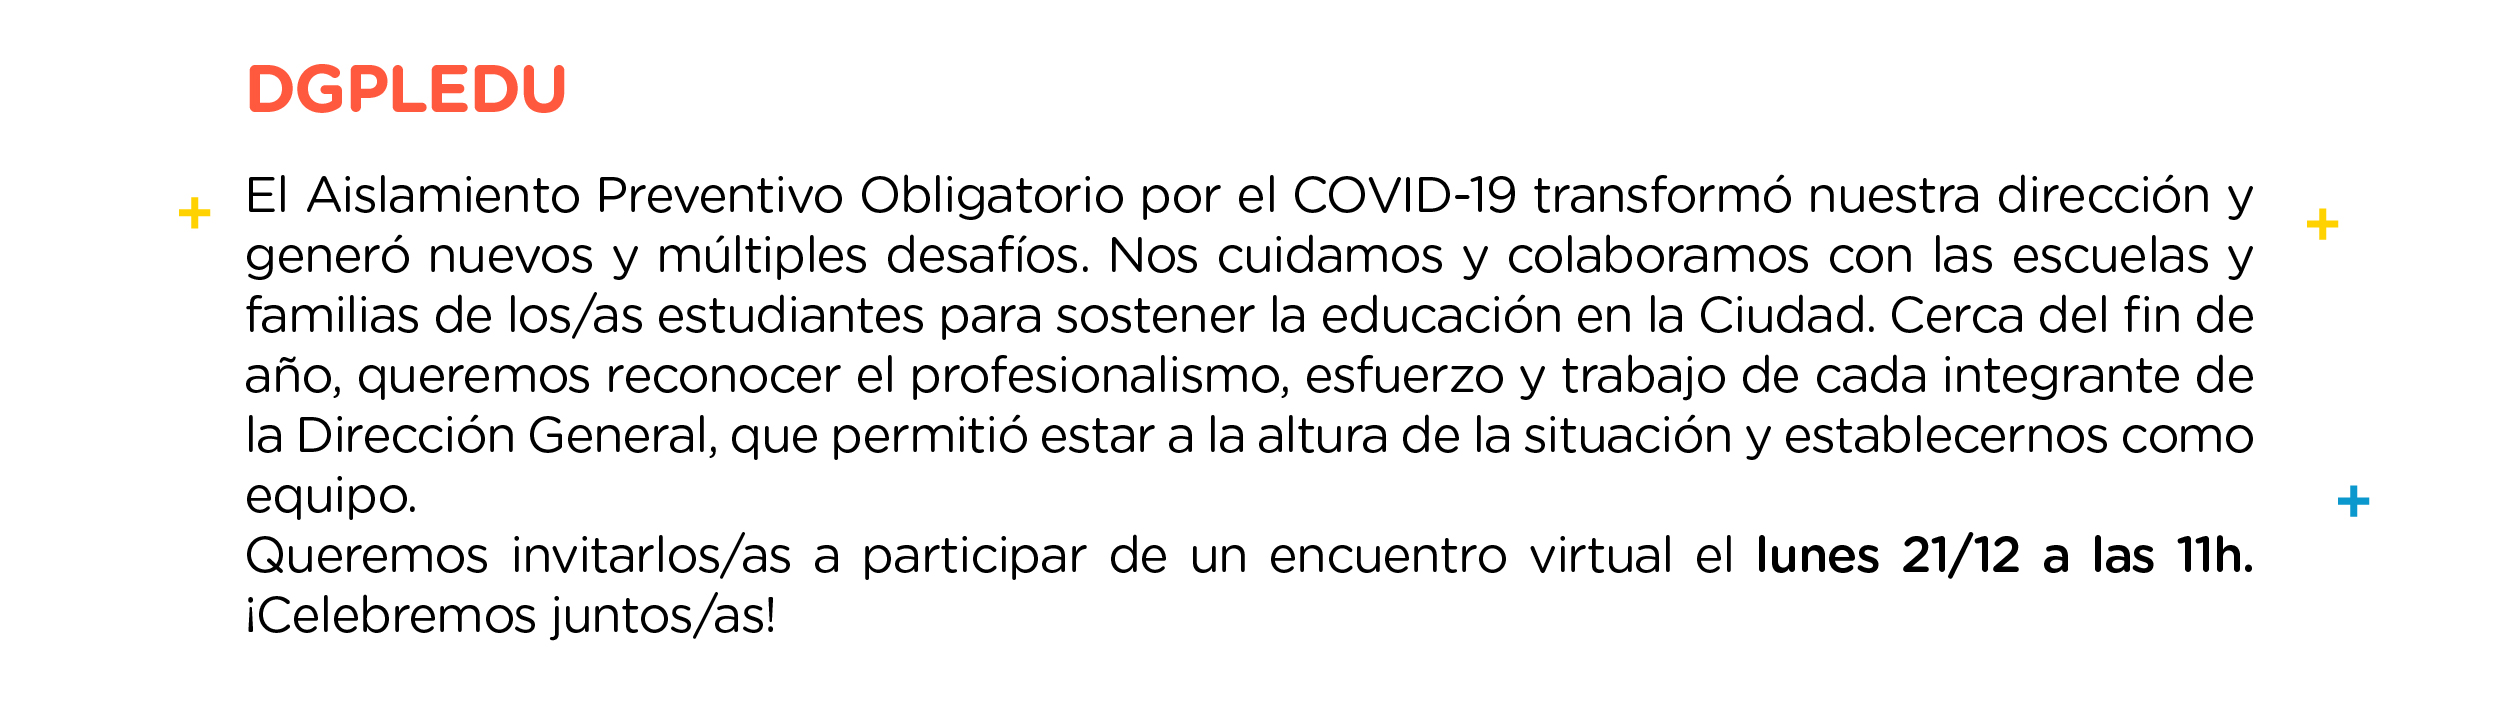 DGPLEDU
El Aislamiento Preventivo Obligatorio por el COVID-19 transformó nuestra dirección y
generó nuevos y múltiples desafíos. Nos cuidamos y colaboramos con las escuelas y
familias de los/as estudiantes para sostener la educación en la Ciudad. Cerca del fin de
año, queremos reconocer el profesionalismo, esfuerzo y trabajo de cada integrante de
la Dirección General, que permitió estar a la altura de la situación y establecernos como
equipo.
Queremos invitarlos/as a participar de un encuentro virtual el lunes 21/12 a las 11h.
¡Celebremos juntos/as!